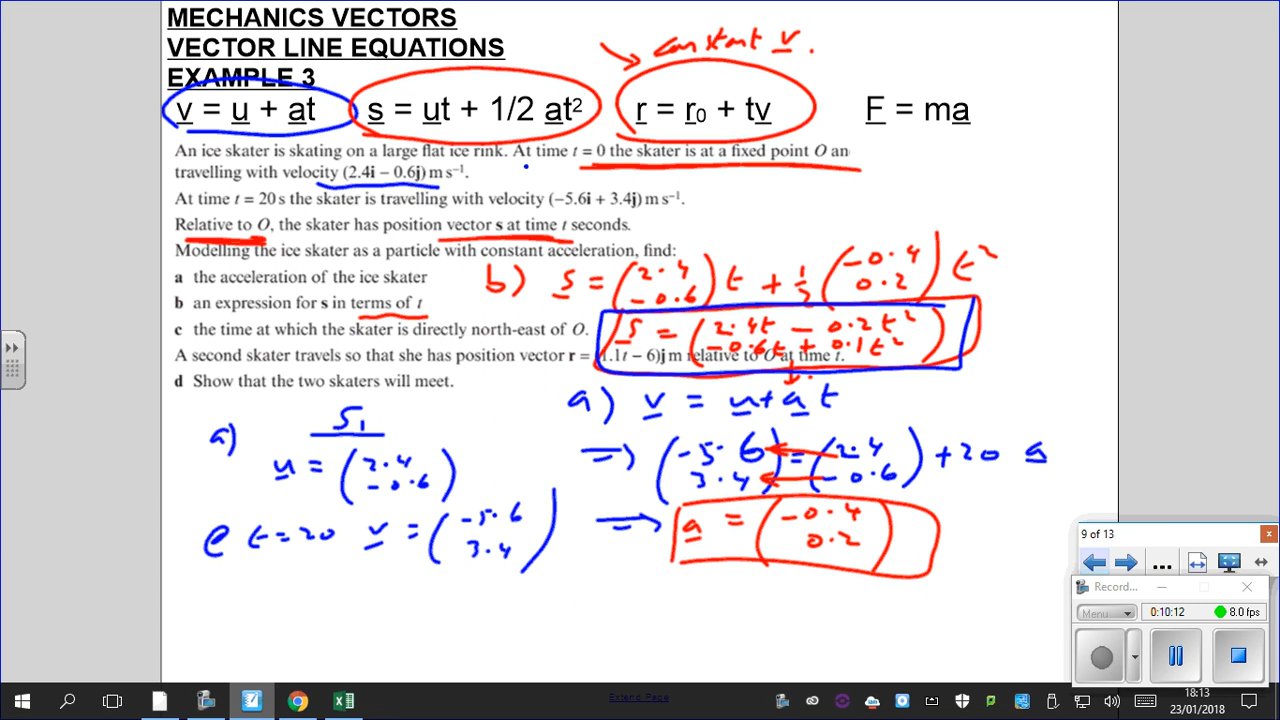 MECHANICS VECTORS
VECTOR LINE EQUATIONS
EXAMPLE 3
constant v.
v = u + at
s = ut + 1/2 at²
r = r₀ + tv
F = ma
An ice skater is skating on a large flat ice rink. At time t = 0 the skater is at a fixed point O an
travelling with velocity (2.4i − 0.6j) m s⁻¹.
At time t = 20 s the skater is travelling with velocity (−5.6i + 3.4j) m s⁻¹.
Relative to O, the skater has position vector s at time t seconds.
Modelling the ice skater as a particle with constant acceleration, find:
a the acceleration of the ice skater
b an expression for s in terms of t
c the time at which the skater is directly north-east of O.
A second skater travels so that she has position vector r = (1.1t − 6)j m relative to O at time t.
d Show that the two skaters will meet.
b) s = (2.4 −0.6) t + 1/2 (−0.4 0.2) t²
s = (2.4t − 0.2t² −0.6t + 0.1t²)
a) S1
u = (2.4 −0.6)
@ t=20 v = (−5.6 3.4)
a) v = u + a t
⇒ (−5.6 3.4) = (2.4 −0.6) + 20 a
⇒ a = (−0.4 0.2)
9 of 13
Record...
Menu
0:10:12
8.0 fps
Extend Page
18:13
23/01/2018